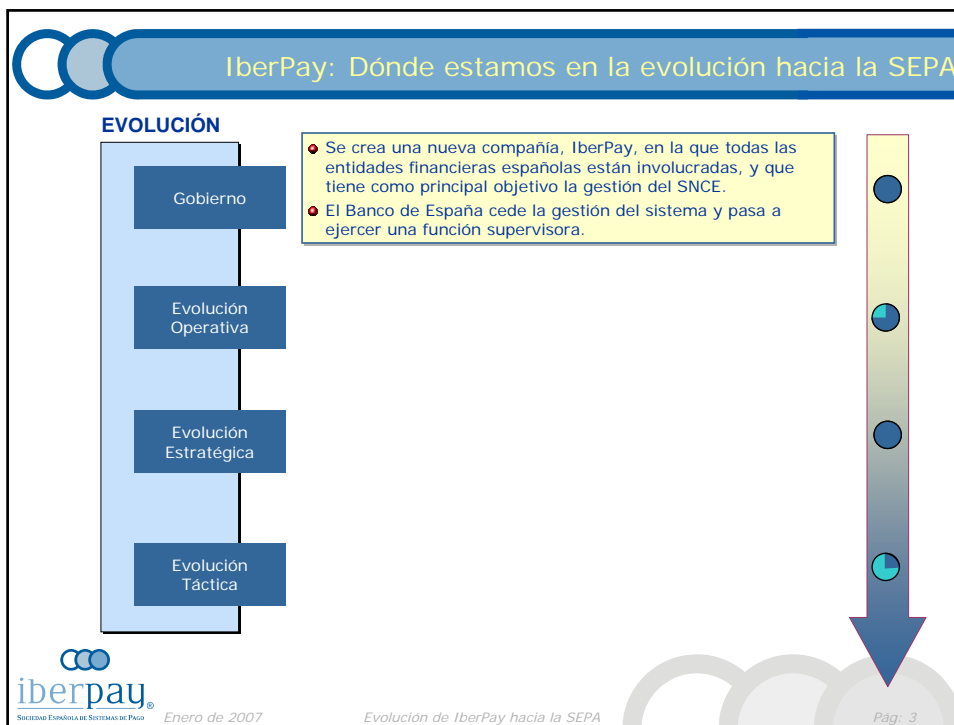 IberPay: Dónde estamos en la evolución hacia la SEPA
EVOLUCIÓN
Gobierno
Se crea una nueva compañía, IberPay, en la que todas las
entidades financieras españolas están involucradas, y que
tiene como principal objetivo la gestión del SNCE.
El Banco de España cede la gestión del sistema y pasa a
ejercer una función supervisora.
Evolución
Operativa
Evolución
Estratégica
Evolución
Táctica
iberpay®
SOCIEDAD ESPAÑOLA DE SISTEMAS DE PAGO
Enero de 2007
Evolución de IberPay hacia la SEPA
Pág: 3